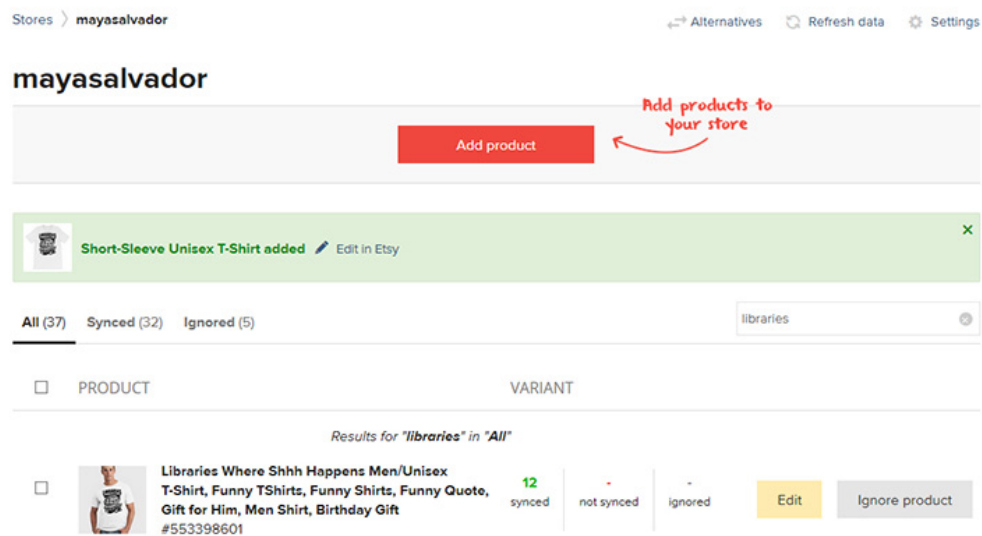 Stores > mayasalvador
Alternatives Refresh data Settings
mayasalvador
Add products to
your store
Add product
Short-Sleeve Unisex T-Shirt added Edit in Etsy
All (37) Synced (32) Ignored (5)
libraries
PRODUCT VARIANT
Results for "libraries" in "All"
Libraries Where Shhh Happens Men/Unisex
T-Shirt, Funny TShirts, Funny Shirts, Funny Quote,
Gift for Him, Men Shirt, Birthday Gift
#553398601
12 - -
synced not synced ignored
Edit Ignore product